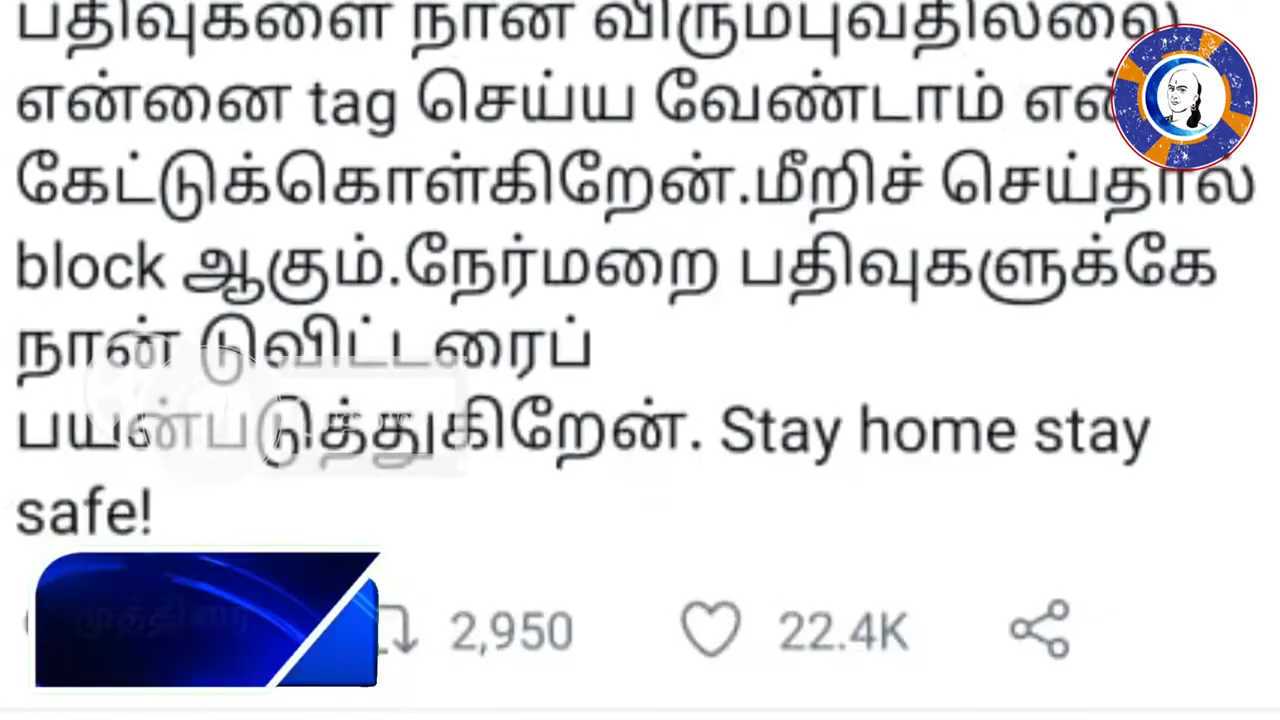 பதிவுகளை நான் விரும்புவதில்லை
என்னை tag செய்ய வேண்டாம்
கேட்டுக்கொள்கிறேன்.மீறிச் செய்தால்
block ஆகும்.நேர்மறை பதிவுகளுக்கே
நான் டுவிட்டரைப்
பயன்படுத்துகிறேன். Stay home stay
safe!
முத்திரை
2,950 22.4K